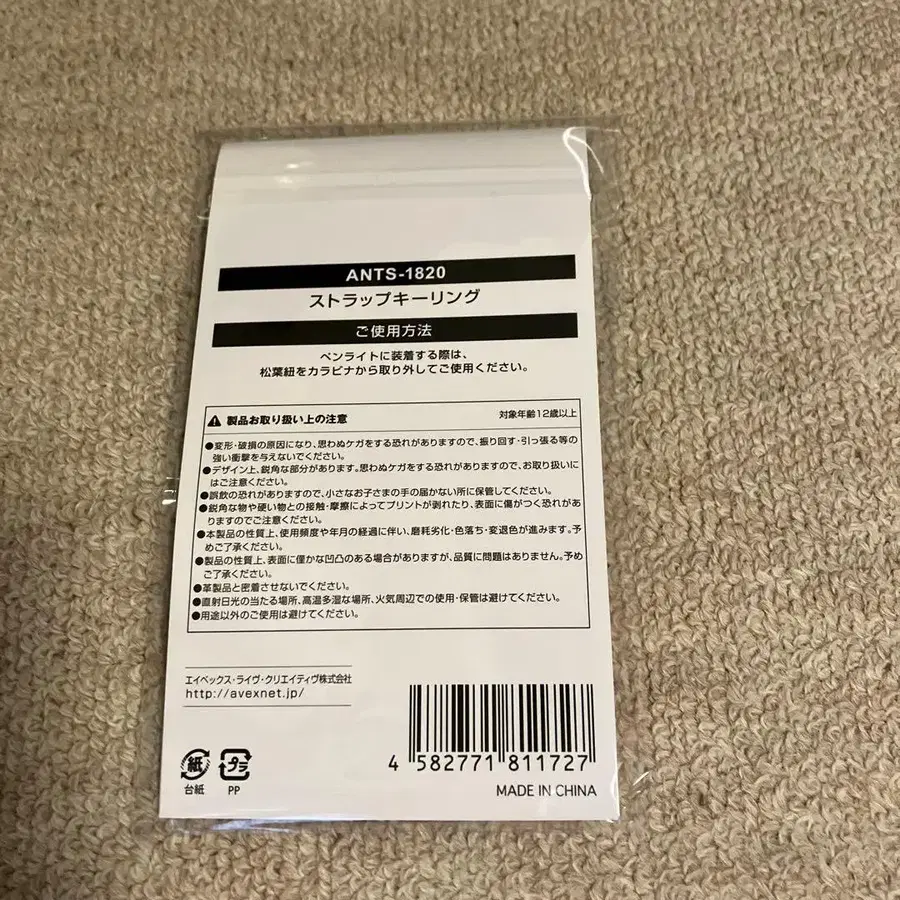 ANTS-1820
ストラップキーリング
ご使用方法
ペンライトに装着する際は、
松葉紐をカラビナから取り外してご使用ください。
製品お取り扱い上の注意 対象年齢12歳以上
●変形・破損の原因になり、思わぬケガをする恐れがありますので、振り回す・引っ張る等の
強い衝撃を与えないでください。
●デザイン上、鋭角な部分があります。思わぬケガをする恐れがありますので、お取り扱いに
はご注意ください。
●誤飲の恐れがありますので、小さなお子さまの手の届かない所に保管してください。
●鋭角な物や硬い物との接触・摩擦によってプリントが剥れたり、表面に傷がつく恐れがあ
りますのでご注意ください。
●本製品の性質上、使用頻度や年月の経過に伴い、磨耗劣化・色落ち・変退色が進みます。予
めご了承ください。
●製品の性質上、表面に僅かな凹凸のある場合がありますが、品質に問題はありません。予め
ご了承ください。
●革製品と密着させないでください。
●直射日光の当たる場所、高温多湿な場所、火気周辺での使用・保管は避けてください。
●用途以外のご使用は避けてください。
エイベックス・ライヴ・クリエイティヴ株式会社
http://avexnet.jp/
4 582771 811727
紙 プラ
台紙 PP
MADE IN CHINA